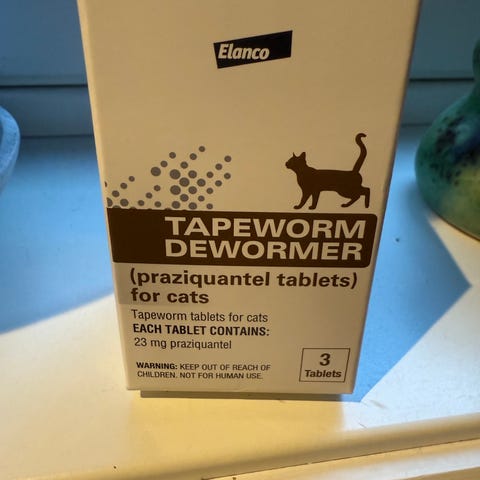 Elanco
TAPEWORM
DEWORMER
(praziquantel tablets)
for cats
Tapeworm tablets for cats
EACH TABLET CONTAINS:
23 mg praziquantel
WARNING: KEEP OUT OF REACH OF
CHILDREN. NOT FOR HUMAN USE.
3
Tablets